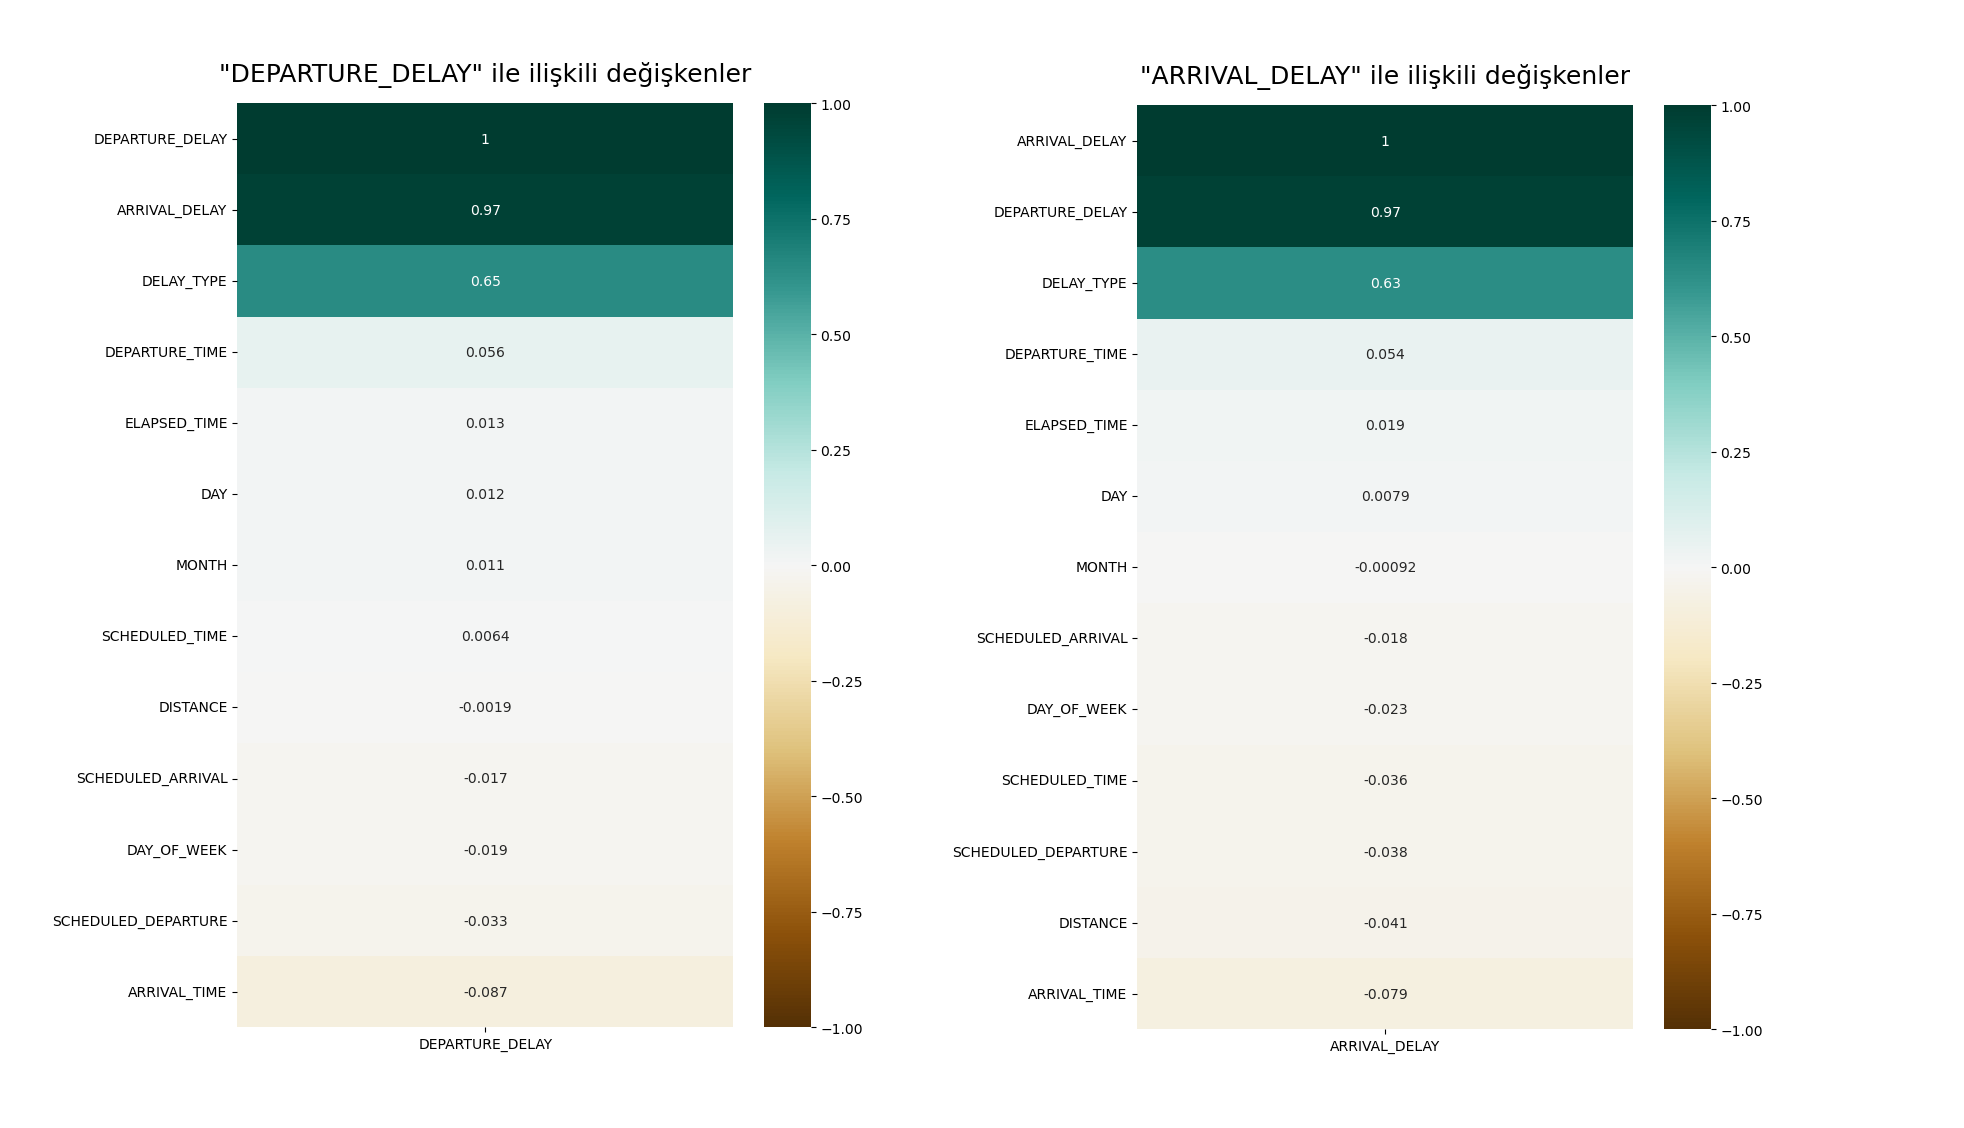 "DEPARTURE_DELAY" ile ilişkili değişkenler
DEPARTURE_DELAY
1
ARRIVAL_DELAY
0.97
DELAY_TYPE
0.65
DEPARTURE_TIME
0.056
ELAPSED_TIME
0.013
DAY
0.012
MONTH
0.011
SCHEDULED_TIME
0.0064
DISTANCE
-0.0019
SCHEDULED_ARRIVAL
-0.017
DAY_OF_WEEK
-0.019
SCHEDULED_DEPARTURE
-0.033
ARRIVAL_TIME
-0.087
DEPARTURE_DELAY
1.00
0.75
0.50
0.25
0.00
−0.25
−0.50
−0.75
−1.00
"ARRIVAL_DELAY" ile ilişkili değişkenler
ARRIVAL_DELAY
1
DEPARTURE_DELAY
0.97
DELAY_TYPE
0.63
DEPARTURE_TIME
0.054
ELAPSED_TIME
0.019
DAY
0.0079
MONTH
-0.00092
SCHEDULED_ARRIVAL
-0.018
DAY_OF_WEEK
-0.023
SCHEDULED_TIME
-0.036
SCHEDULED_DEPARTURE
-0.038
DISTANCE
-0.041
ARRIVAL_TIME
-0.079
ARRIVAL_DELAY
1.00
0.75
0.50
0.25
0.00
−0.25
−0.50
−0.75
−1.00